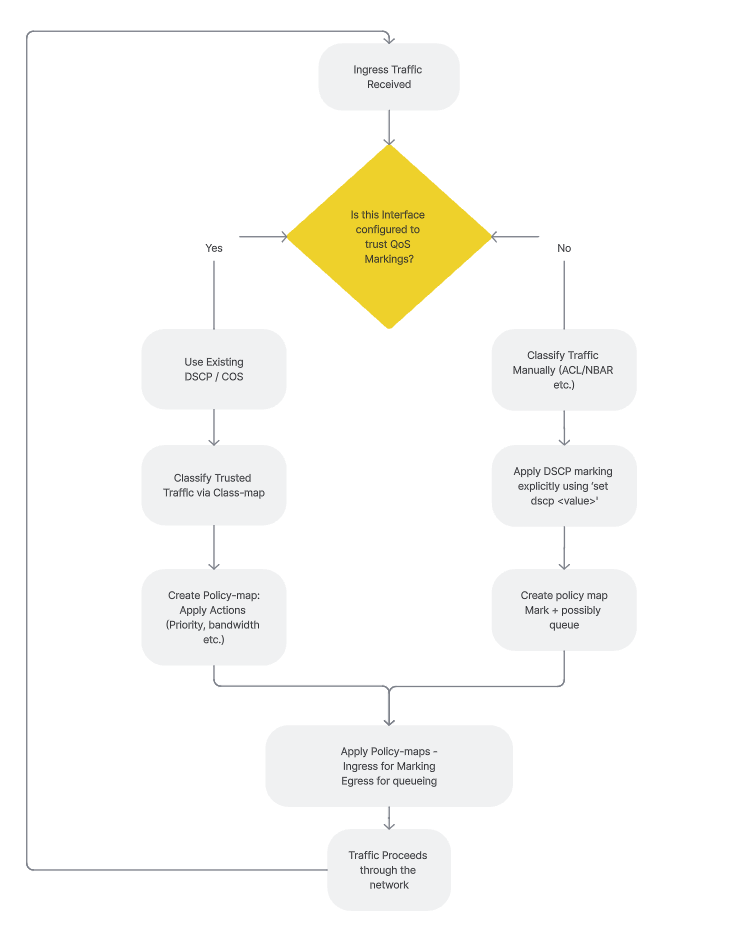 Ingress Traffic
Received
Is this Interface
configured to
trust QoS
Markings?
Yes
No
Use Existing
DSCP / COS
Classify Traffic
Manually (ACL/NBAR
etc.)
Classify Trusted
Traffic via Class-map
Apply DSCP marking
explicitly using ‘set
dscp <value>'
Create Policy-map:
Apply Actions
(Priority, bandwidth
etc.)
Create policy map
Mark + possibly
queue
Apply Policy-maps -
Ingress for Marking
Egress for queueing
Traffic Proceeds
through the
network